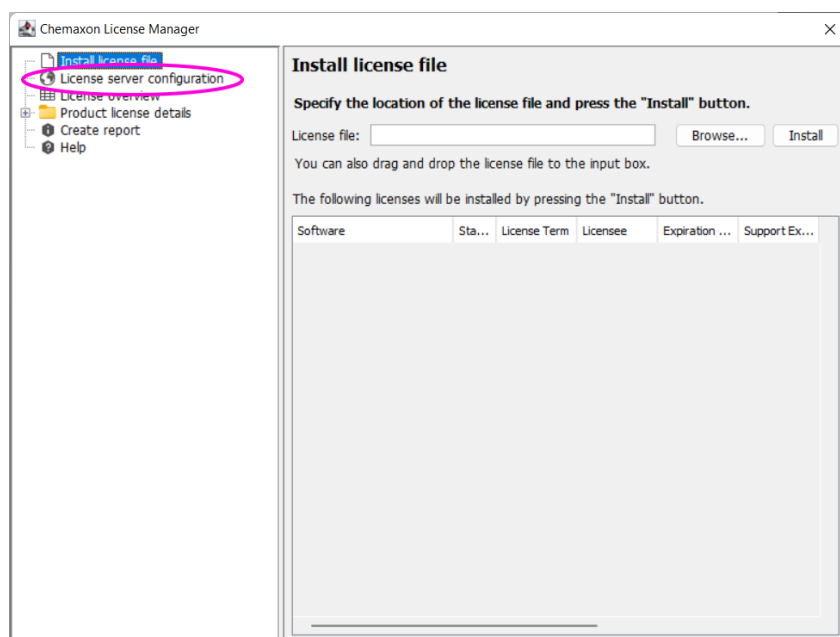 Chemaxon License Manager
Install license file
License server configuration
License overview
Product license details
Create report
Help
Install license file
Specify the location of the license file and press the "Install" button.
License file: Browse... Install
You can also drag and drop the license file to the input box.
The following licenses will be installed by pressing the "Install" button.
Software Sta... License Term Licensee Expiration ... Support Ex...